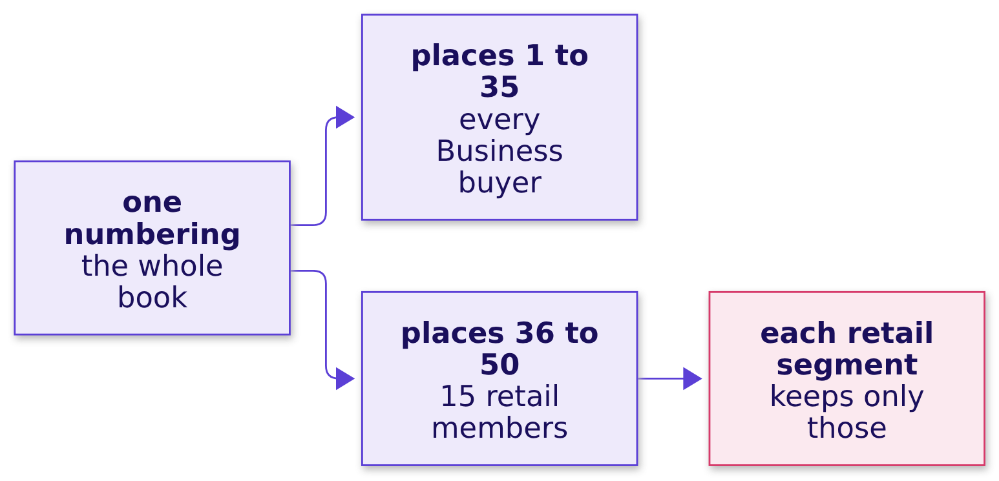 one
numbering
the whole
book
places 1 to
35
every
Business
buyer
places 36 to
50
15 retail
members
each retail
segment
keeps only
those